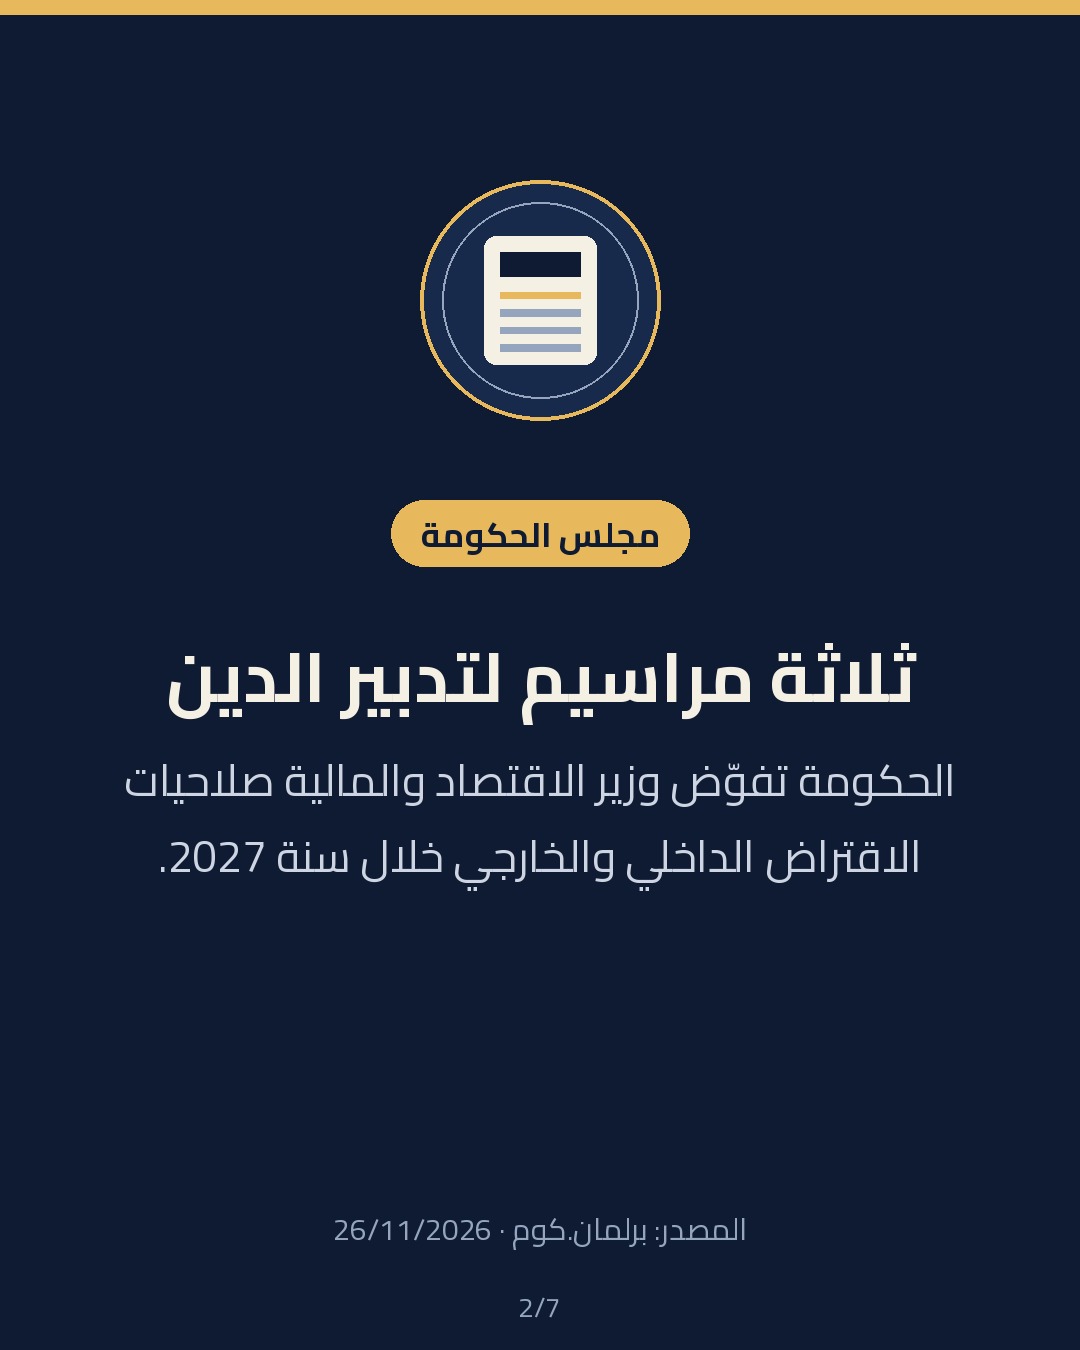 مجلس الحكومة
ثلاثة مراسيم لتدبير الدين
الحكومة تفوّض وزير الاقتصاد والمالية صلاحيات
الاقتراض الداخلي والخارجي خلال سنة 2027.
المصدر: برلمان.كوم · 26/11/2026
2/7